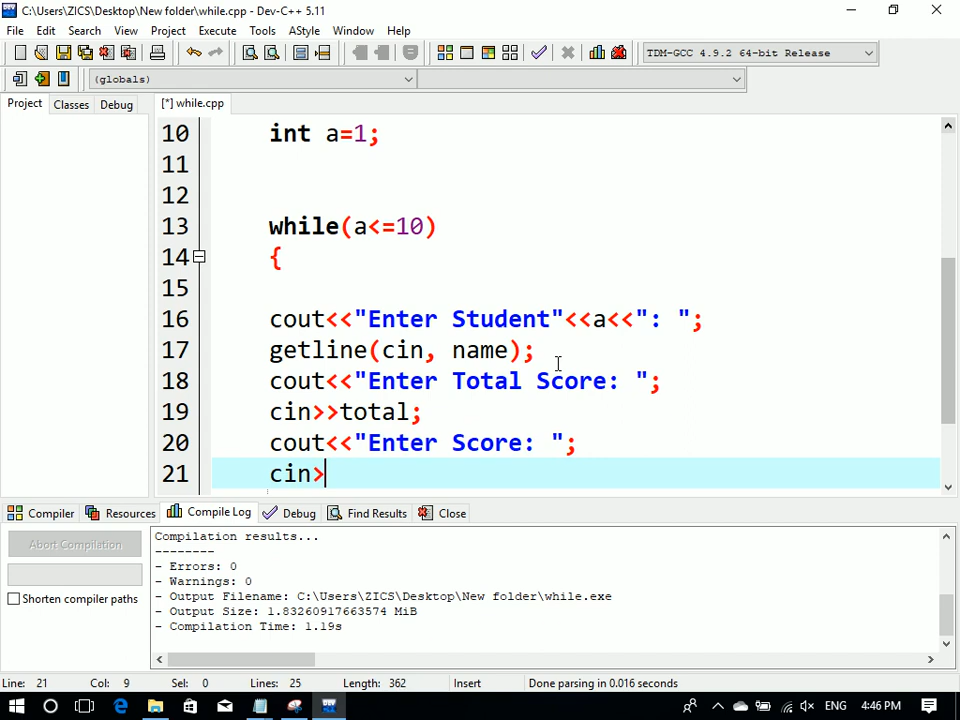 C:\Users\ZICS\Desktop\New folder\while.cpp - Dev-C++ 5.11
File Edit Search View Project Execute Tools AStyle Window Help
TDM-GCC 4.9.2 64-bit Release
(globals)
Project Classes Debug [*] while.cpp
10 int a=1;
11
12
13 while(a<=10)
14 {
15
16 cout<<"Enter Student"<<a<<": ";
17 getline(cin, name);
18 cout<<"Enter Total Score: ";
19 cin>>total;
20 cout<<"Enter Score: ";
21 cin>
Compiler Resources Compile Log Debug Find Results Close
Abort Compilation
Shorten compiler paths
Compilation results...
--------
- Errors: 0
- Warnings: 0
- Output Filename: C:\Users\ZICS\Desktop\New folder\while.exe
- Output Size: 1.83260917663574 MiB
- Compilation Time: 1.19s
Line: 21 Col: 9 Sel: 0 Lines: 25 Length: 362 Insert Done parsing in 0.016 seconds
ENG 4:46 PM